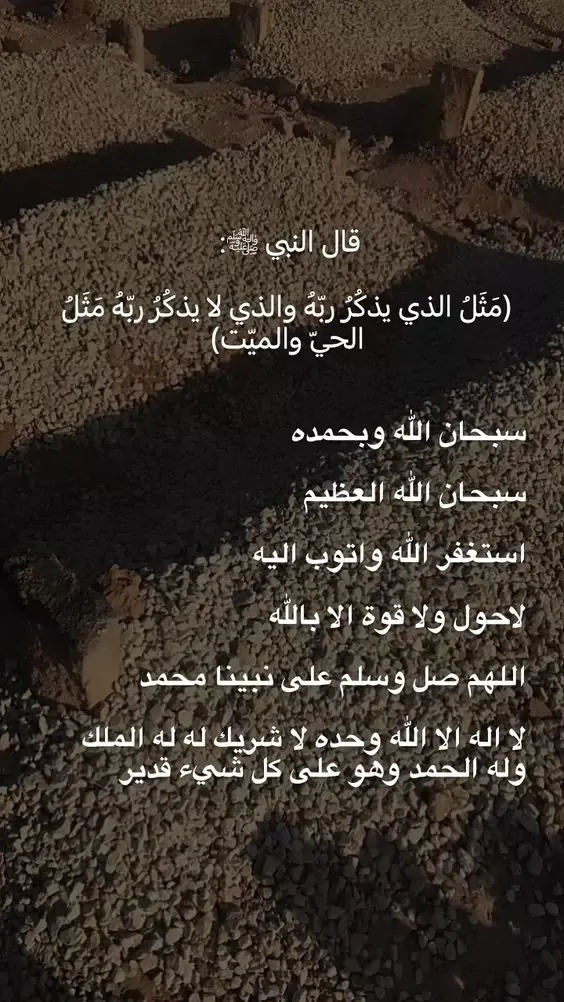 قال النبي ﷺ:
(مَثَلُ الذي يذكُرُ ربّهُ والذي لا يذكُرُ ربّهُ مَثَلُ
الحيّ والميّت)
سبحان الله وبحمده
سبحان الله العظيم
استغفر الله واتوب اليه
لاحول ولا قوة الا بالله
اللهم صل وسلم على نبينا محمد
لا اله الا الله وحده لا شريك له له الملك
وله الحمد وهو على كل شيء قدير